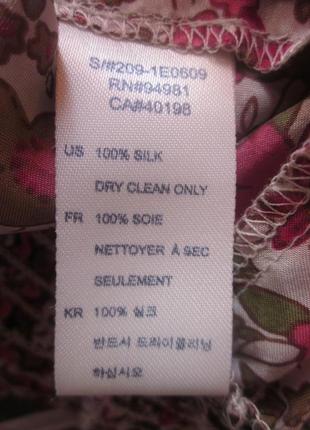 S/#209-1E0609
RN#94981
CA#40198
US 100% SILK
DRY CLEAN ONLY
FR 100% SOIE
NETTOYER À SEC
SEULEMENT
KR 100% 실크
반드시 드라이클리닝
하십시오